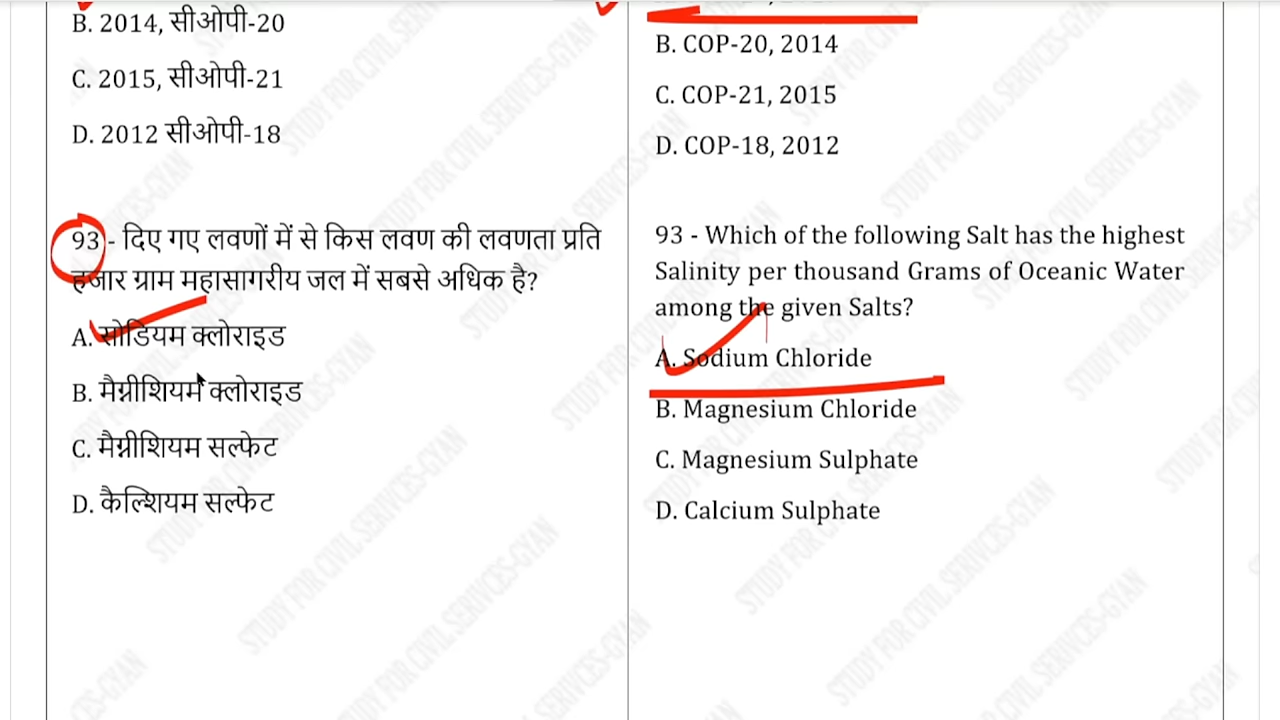 B. 2014, सीओपी-20
C. 2015, सीओपी-21
D. 2012 सीओपी-18
93 - दिए गए लवणों में से किस लवण की लवणता प्रति
हजार ग्राम महासागरीय जल में सबसे अधिक है?
A. सोडियम क्लोराइड
B. मैग्नीशियम क्लोराइड
C. मैग्नीशियम सल्फेट
D. कैल्शियम सल्फेट
B. COP-20, 2014
C. COP-21, 2015
D. COP-18, 2012
93 - Which of the following Salt has the highest
Salinity per thousand Grams of Oceanic Water
among the given Salts?
A. Sodium Chloride
B. Magnesium Chloride
C. Magnesium Sulphate
D. Calcium Sulphate
STUDY FOR CIVIL SERIVCES-GYAN